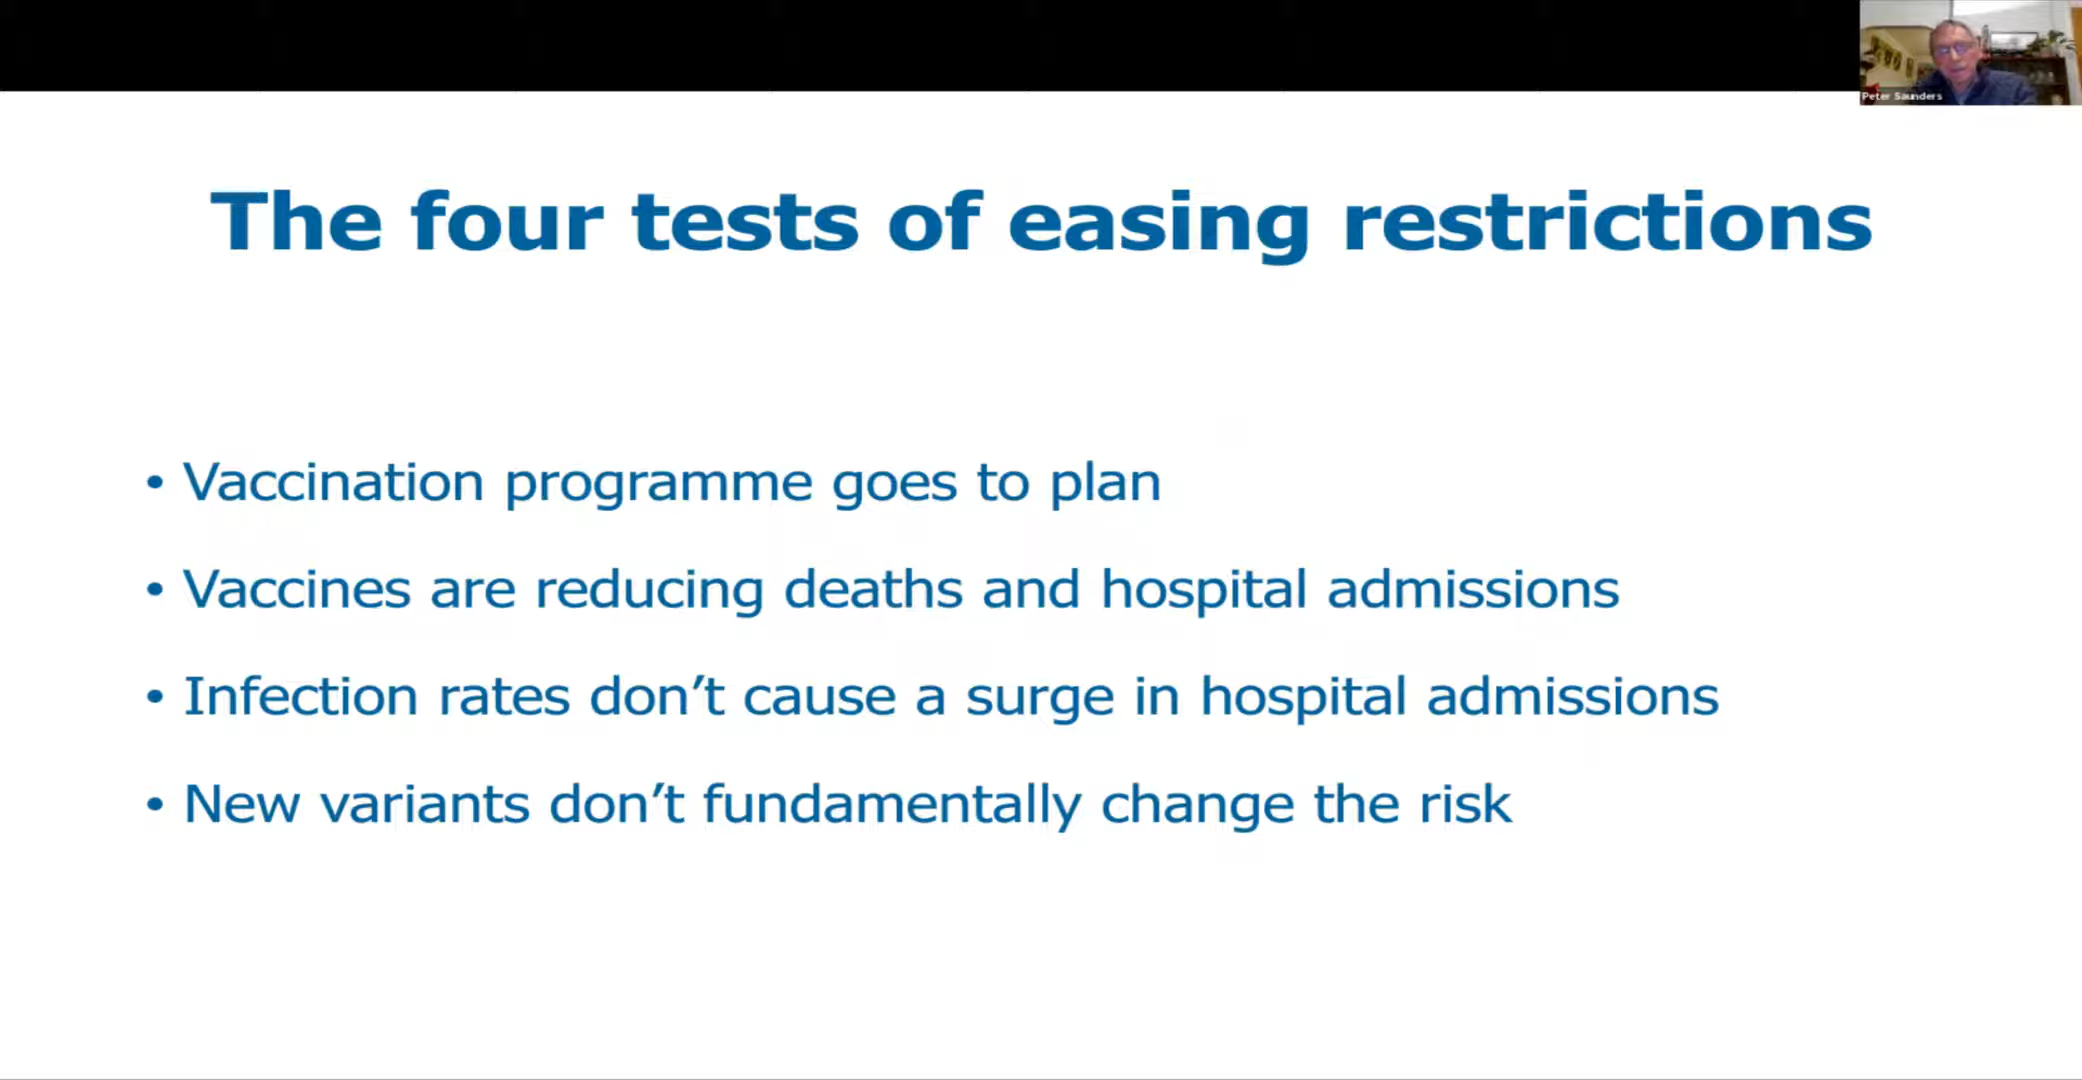 Peter Saunders
The four tests of easing restrictions
• Vaccination programme goes to plan
• Vaccines are reducing deaths and hospital admissions
• Infection rates don’t cause a surge in hospital admissions
• New variants don’t fundamentally change the risk